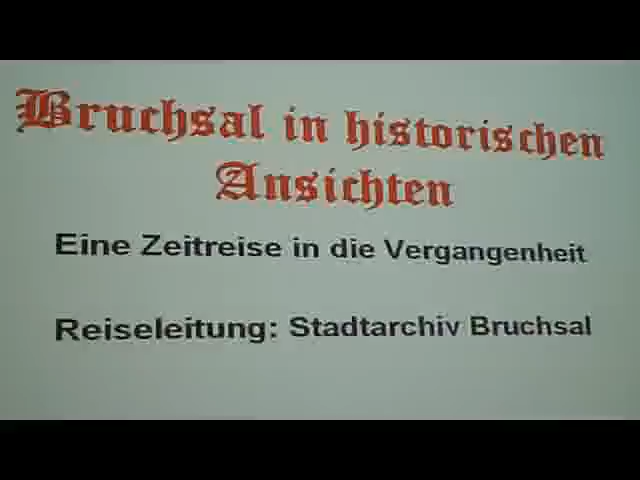 Bruchsal in historischen
Ansichten
Eine Zeitreise in die Vergangenheit
Reiseleitung: Stadtarchiv Bruchsal